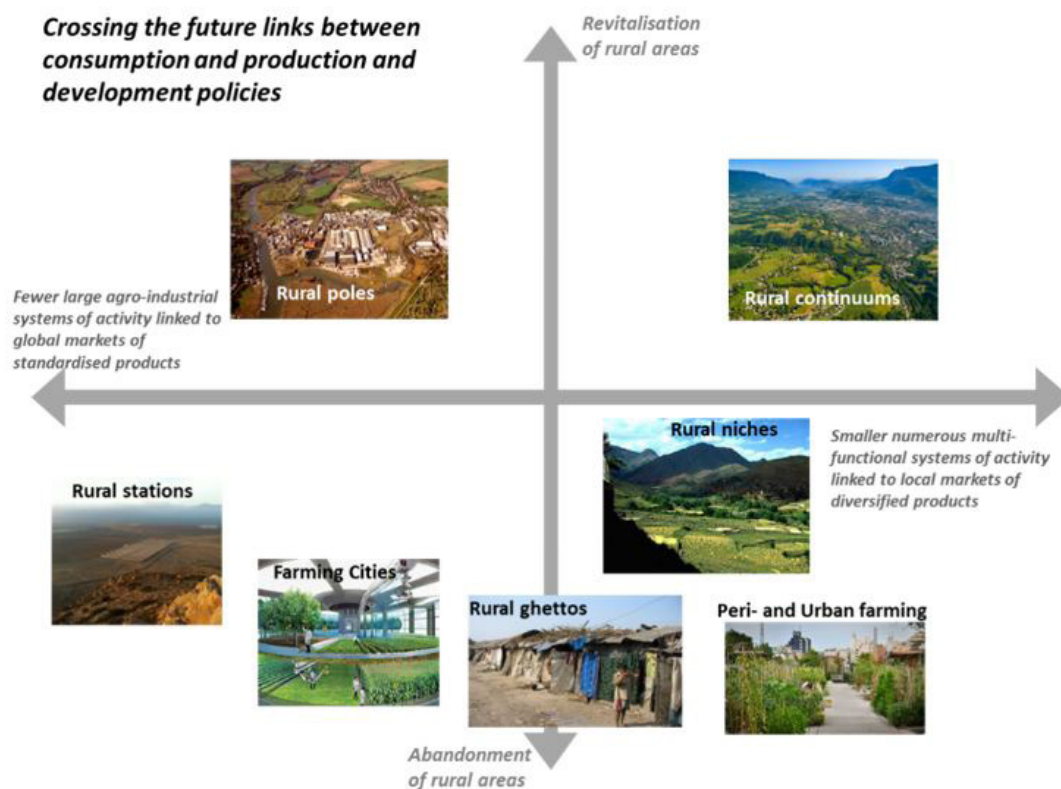 Crossing the future links between
consumption and production and
development policies
Revitalisation
of rural areas
Rural poles
Rural continuums
Fewer large agro-industrial
systems of activity linked to
global markets of
standardised products
Rural niches
Smaller numerous multi-
functional systems of activity
linked to local markets of
diversified products
Rural stations
Farming Cities
Rural ghettos
Peri- and Urban farming
Abandonment
of rural areas